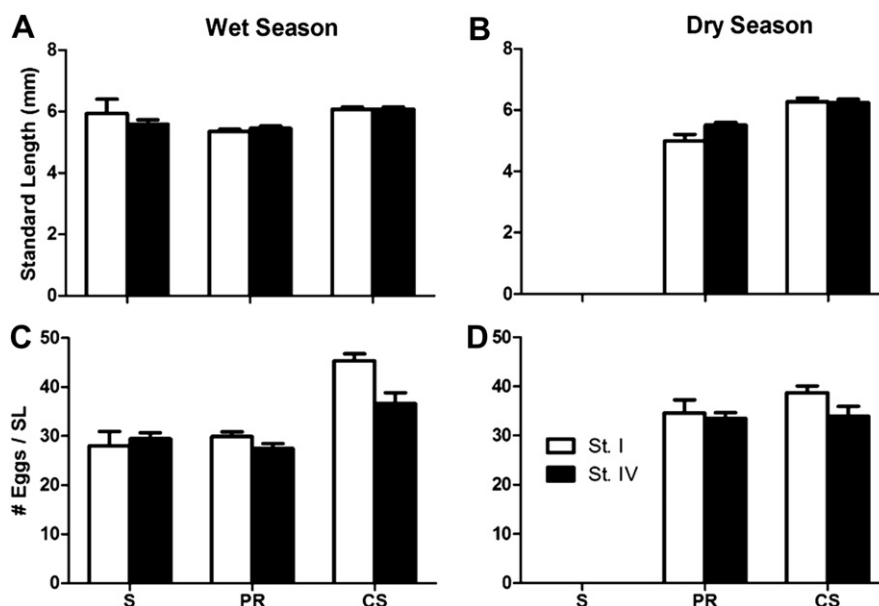 A
Wet Season
Standard Length (mm)
8
6
4
2
0
B
Dry Season
8
6
4
2
0
C
# Eggs / SL
50
40
30
20
10
0
S
PR
CS
D
50
40
30
20
10
0
St. I
St. IV
S
PR
CS